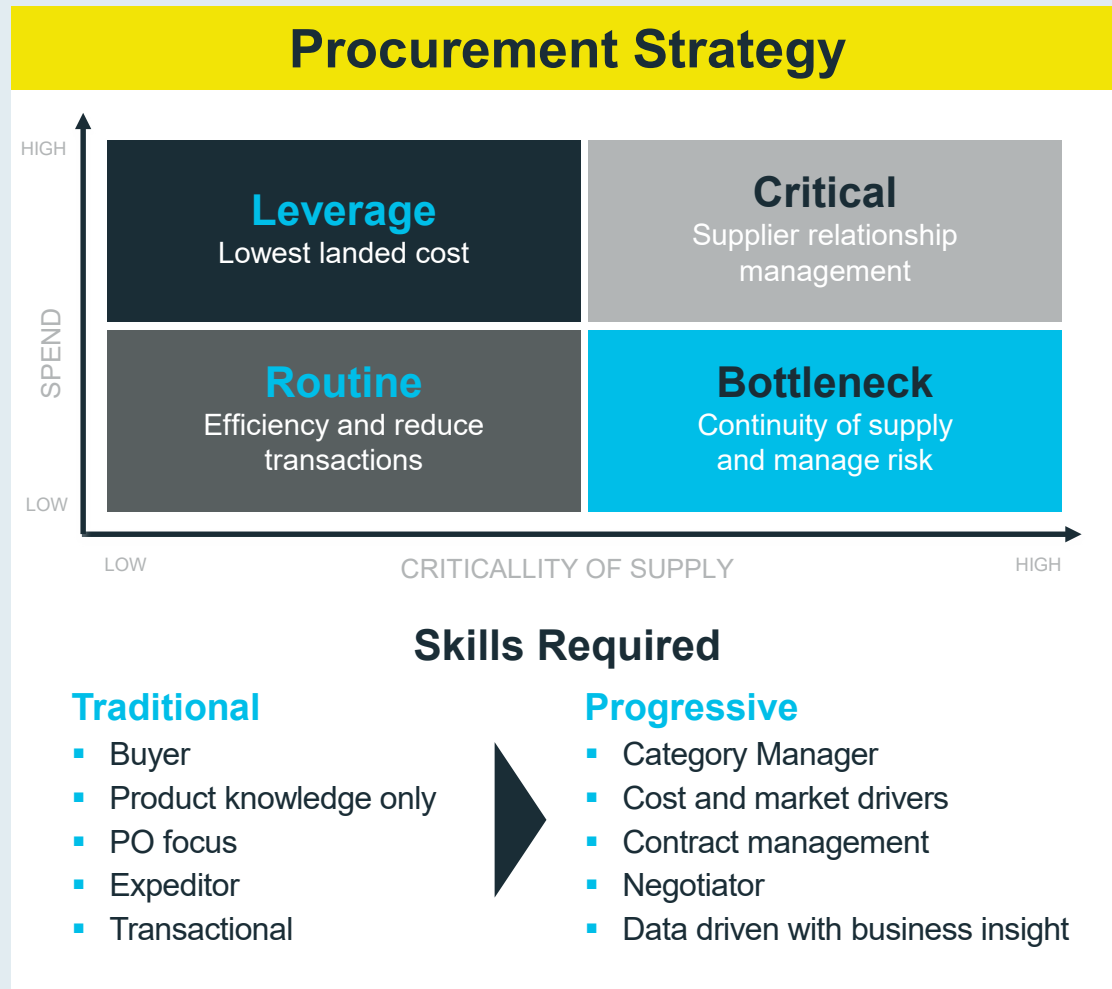 Procurement Strategy
HIGH
Leverage
Lowest landed cost
Critical
Supplier relationship
management
SPEND
Routine
Efficiency and reduce
transactions
Bottleneck
Continuity of supply
and manage risk
LOW
LOW
CRITICALLITY OF SUPPLY
HIGH
Skills Required
Traditional
▪ Buyer
▪ Product knowledge only
▪ PO focus
▪ Expeditor
▪ Transactional
Progressive
▪ Category Manager
▪ Cost and market drivers
▪ Contract management
▪ Negotiator
▪ Data driven with business insight